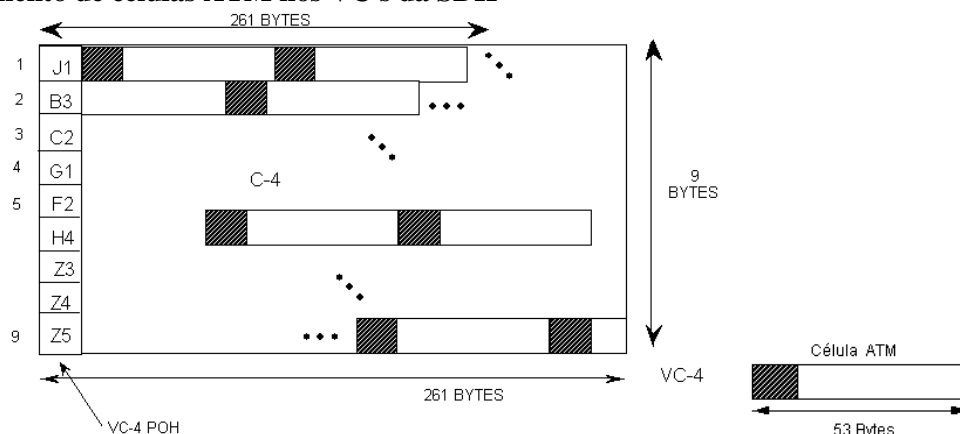 mento de células ATM nos VC's da SDH
261 BYTES
1 J1
2 B3
3 C2
4 G1
C-4
5 F2
H4
Z3
Z4
9 Z5
9
BYTES
261 BYTES
VC-4
VC-4 POH
Célula ATM
53 Bytes